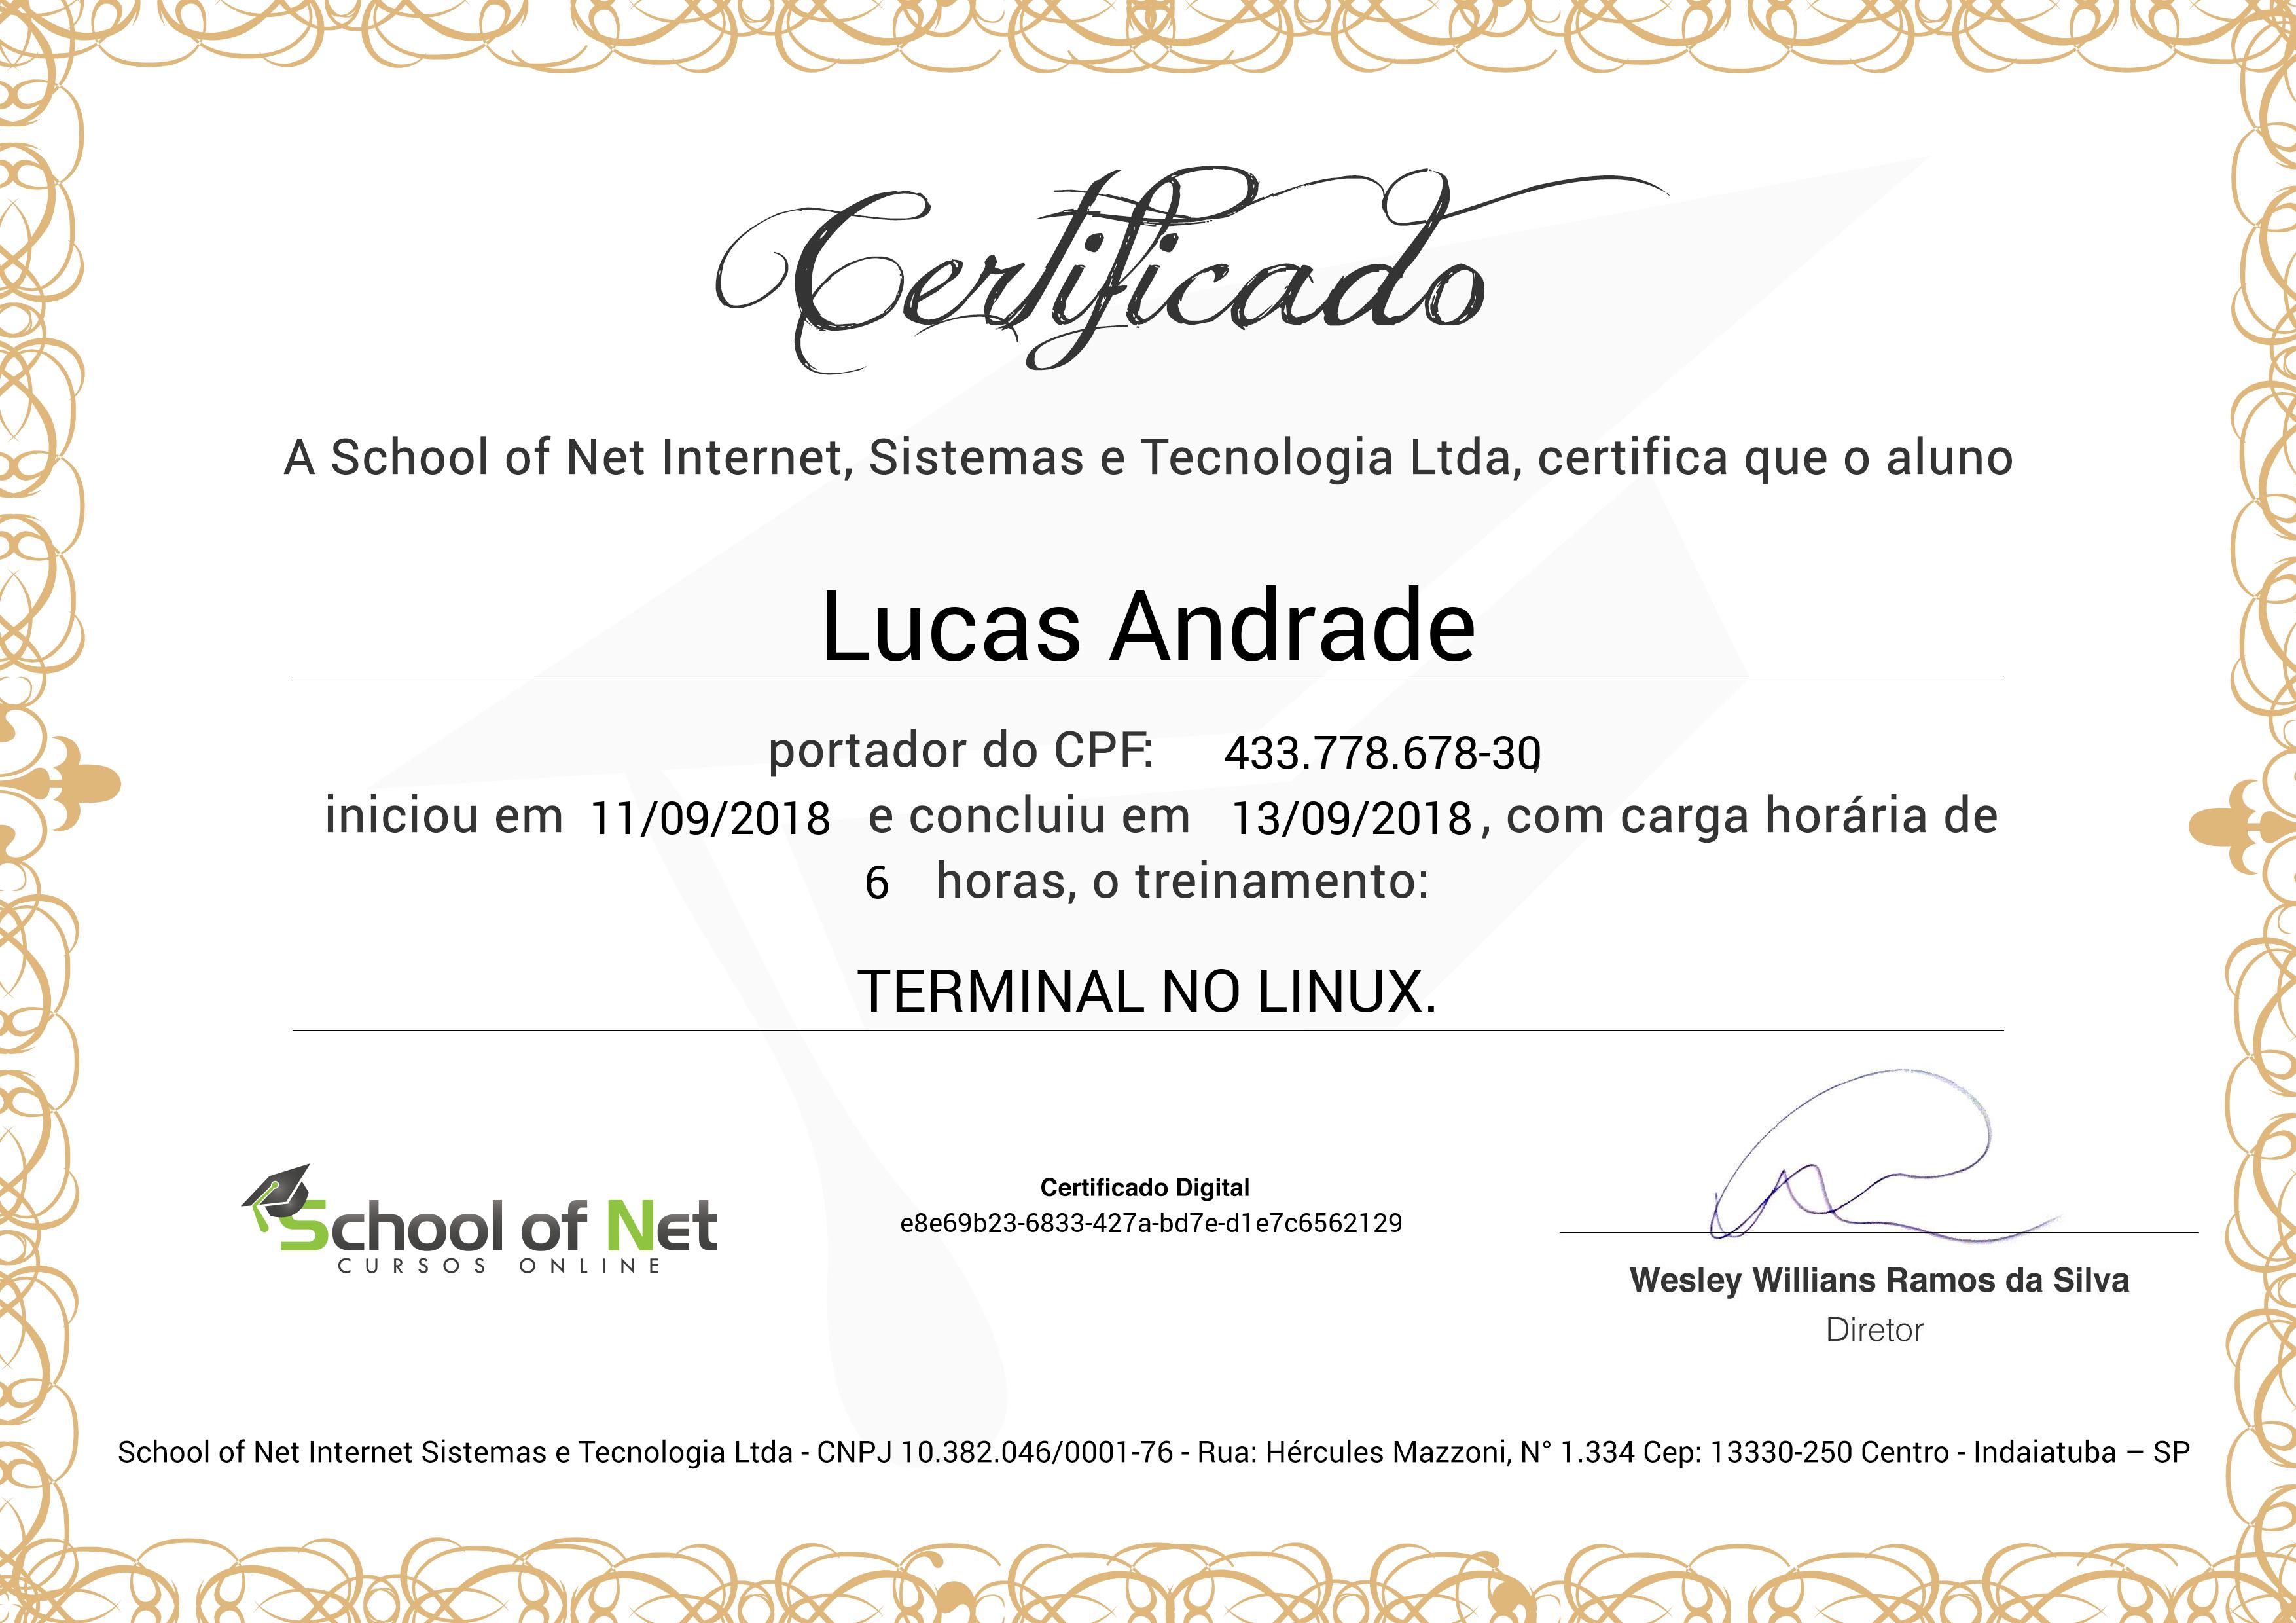 Certificado
A School of Net Internet, Sistemas e Tecnologia Ltda, certifica que o aluno
Lucas Andrade
portador do CPF: 433.778.678-30,
iniciou em 11/09/2018 e concluiu em 13/09/2018, com carga horária de
6 horas, o treinamento:
TERMINAL NO LINUX.
School of Net
CURSOS ONLINE
Certificado Digital
e8e69b23-6833-427a-bd7e-d1e7c6562129
Wesley Willians Ramos da Silva
Diretor
School of Net Internet Sistemas e Tecnologia Ltda - CNPJ 10.382.046/0001-76 - Rua: Hércules Mazzoni, N° 1.334 Cep: 13330-250 Centro - Indaiatuba – SP